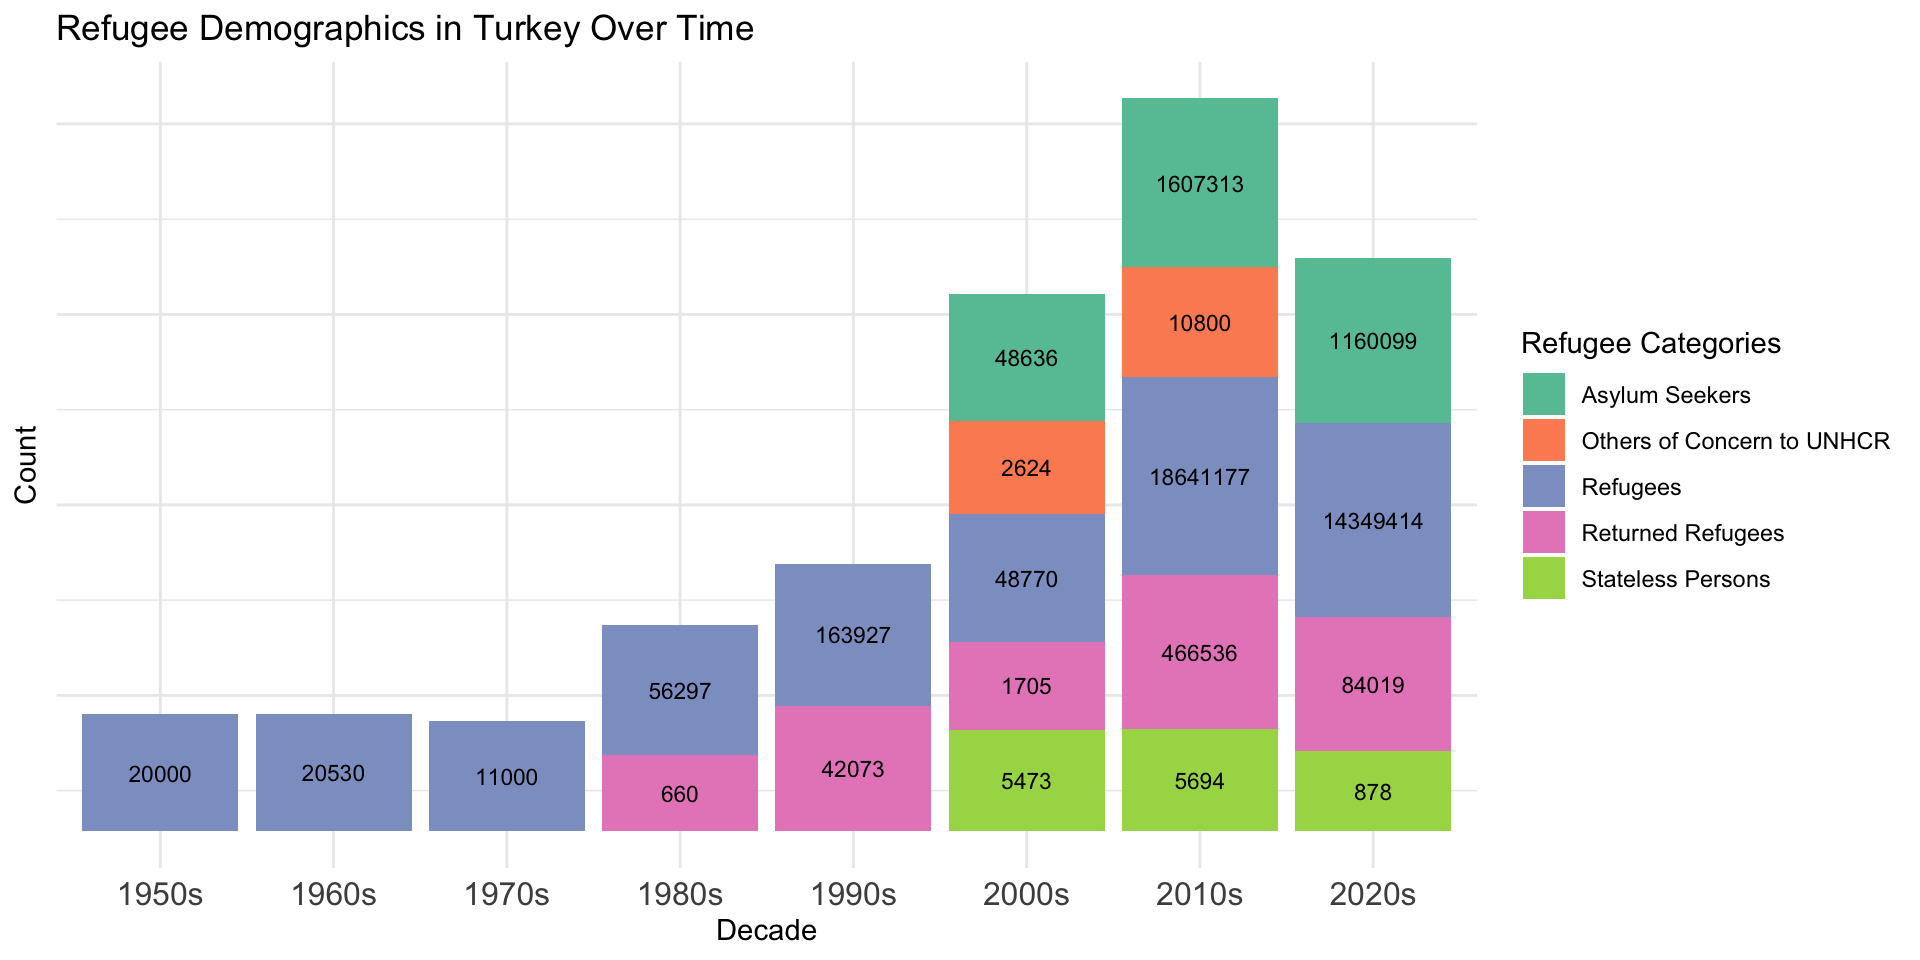 Refugee Demographics in Turkey Over Time
Count
1607313
10800
1160099
48636
2624
18641177
14349414
48770
163927
466536
56297
1705
84019
20000
20530
11000
660
42073
5473
5694
878
1950s 1960s 1970s 1980s 1990s 2000s 2010s 2020s
Decade
Refugee Categories
Asylum Seekers
Others of Concern to UNHCR
Refugees
Returned Refugees
Stateless Persons